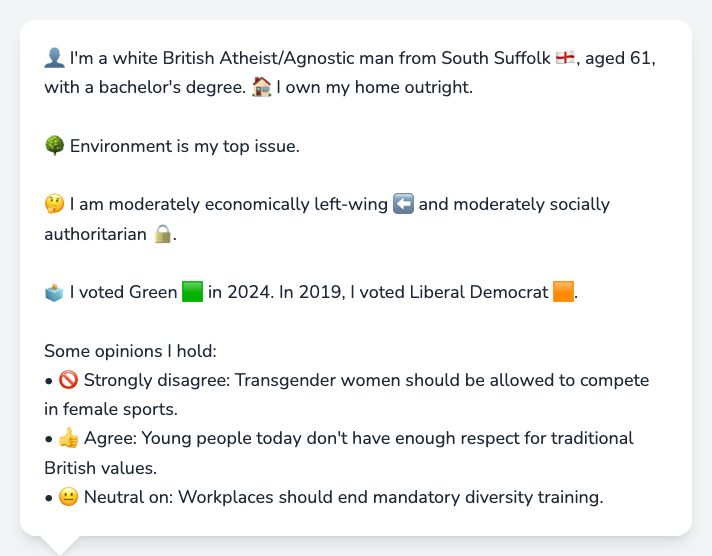 👤 I'm a white British Atheist/Agnostic man from South Suffolk 🏴󠁧󠁢󠁥󠁮󠁧󠁿, aged 61,
with a bachelor's degree. 🏠 I own my home outright.
🌳 Environment is my top issue.
🤔 I am moderately economically left-wing ⬅️ and moderately socially
authoritarian 🔒.
🗳️ I voted Green 🟩 in 2024. In 2019, I voted Liberal Democrat 🟧.
Some opinions I hold:
• 🚫 Strongly disagree: Transgender women should be allowed to compete
in female sports.
• 👍 Agree: Young people today don't have enough respect for traditional
British values.
• 😐 Neutral on: Workplaces should end mandatory diversity training.